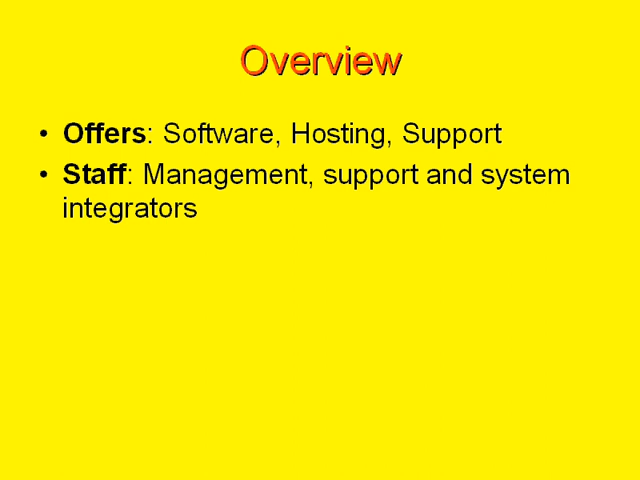 Overview
• Offers: Software, Hosting, Support
• Staff: Management, support and system
integrators